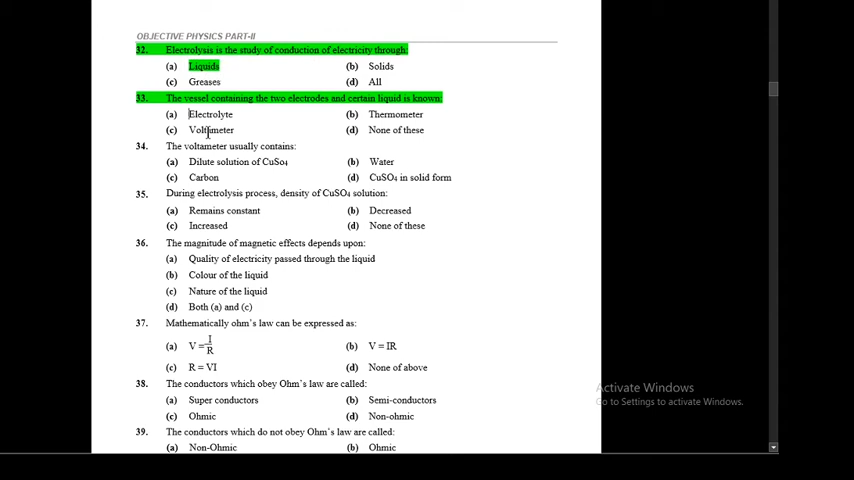 OBJECTIVE PHYSICS PART-II
32. Electrolysis is the study of conduction of electricity through:
(a) Liquids (b) Solids
(c) Greases (d) All
33. The vessel containing the two electrodes and certain liquid is known:
(a) Electrolyte (b) Thermometer
(c) Voltmeter (d) None of these
34. The voltameter usually contains:
(a) Dilute solution of CuSo4 (b) Water
(c) Carbon (d) CuSO4 in solid form
35. During electrolysis process, density of CuSO4 solution:
(a) Remains constant (b) Decreased
(c) Increased (d) None of these
36. The magnitude of magnetic effects depends upon:
(a) Quality of electricity passed through the liquid
(b) Colour of the liquid
(c) Nature of the liquid
(d) Both (a) and (c)
37. Mathematically ohm's law can be expressed as:
(a) V = I/R (b) V = IR
(c) R = VI (d) None of above
38. The conductors which obey Ohm's law are called:
(a) Super conductors (b) Semi-conductors
(c) Ohmic (d) Non-ohmic
39. The conductors which do not obey Ohm's law are called:
(a) Non-Ohmic (b) Ohmic
Activate Windows
Go to Settings to activate Windows.